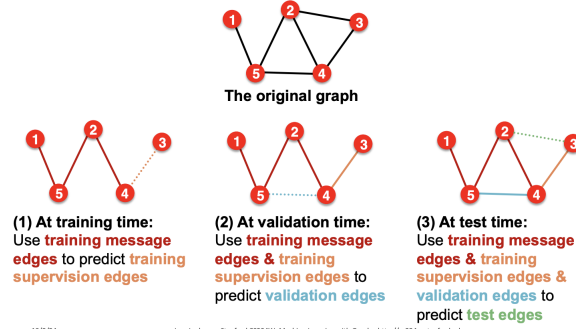 1
2
3
5
4
The original graph
1
2
3
5
4
1
2
3
5
4
1
2
3
5
4
(1) At training time:
Use training message
edges to predict training
supervision edges
(2) At validation time:
Use training message
edges & training
supervision edges to
predict validation edges
(3) At test time:
Use training message
edges & training
supervision edges &
validation edges to
predict test edges